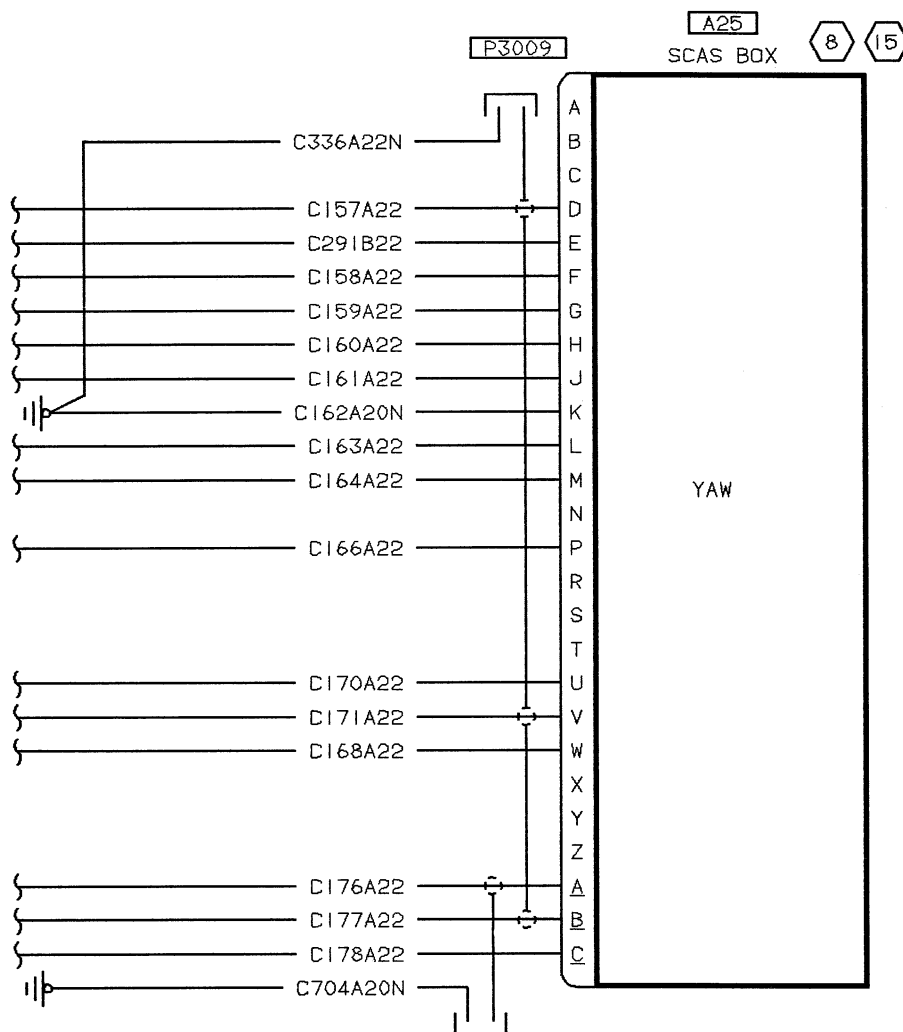 A25
P3009
SCAS BOX
8
15
A
C336A22N B
C
C157A22 D
C291B22 E
C158A22 F
C159A22 G
C160A22 H
C161A22 J
C162A20N K
C163A22 L
C164A22 M
YAW
N
C166A22 P
R
S
T
C170A22 U
C171A22 V
C168A22 W
X
Y
Z
C176A22 A
C177A22 B
C178A22 C
C704A20N